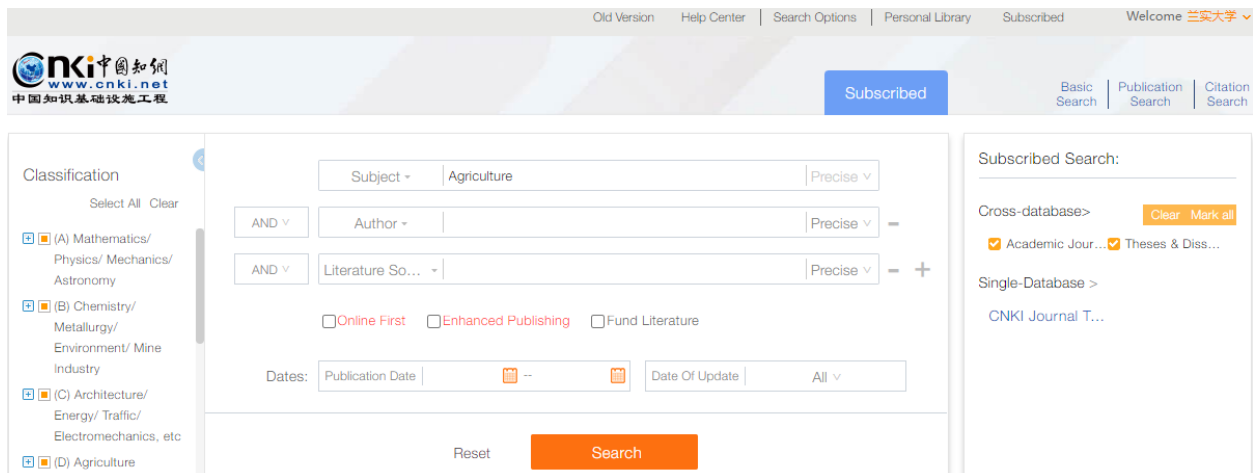 Old Version Help Center Search Options Personal Library Subscribed Welcome 兰实大学
CNKi中國知網
www.cnki.net
中国知识基础设施工程
Subscribed
Basic Search
Publication Search
Citation Search
Classification
Select All Clear
(A) Mathematics/
Physics/ Mechanics/
Astronomy
(B) Chemistry/
Metallurgy/
Environment/ Mine
Industry
(C) Architecture/
Energy/ Traffic/
Electromechanics, etc
(D) Agriculture
Subject Agriculture Precise
AND Author Precise
AND Literature So... Precise
Online First Enhanced Publishing Fund Literature
Dates: Publication Date -- Date Of Update All
Reset Search
Subscribed Search:
Cross-database> Clear Mark all
Academic Jour... Theses & Diss...
Single-Database >
CNKI Journal T...